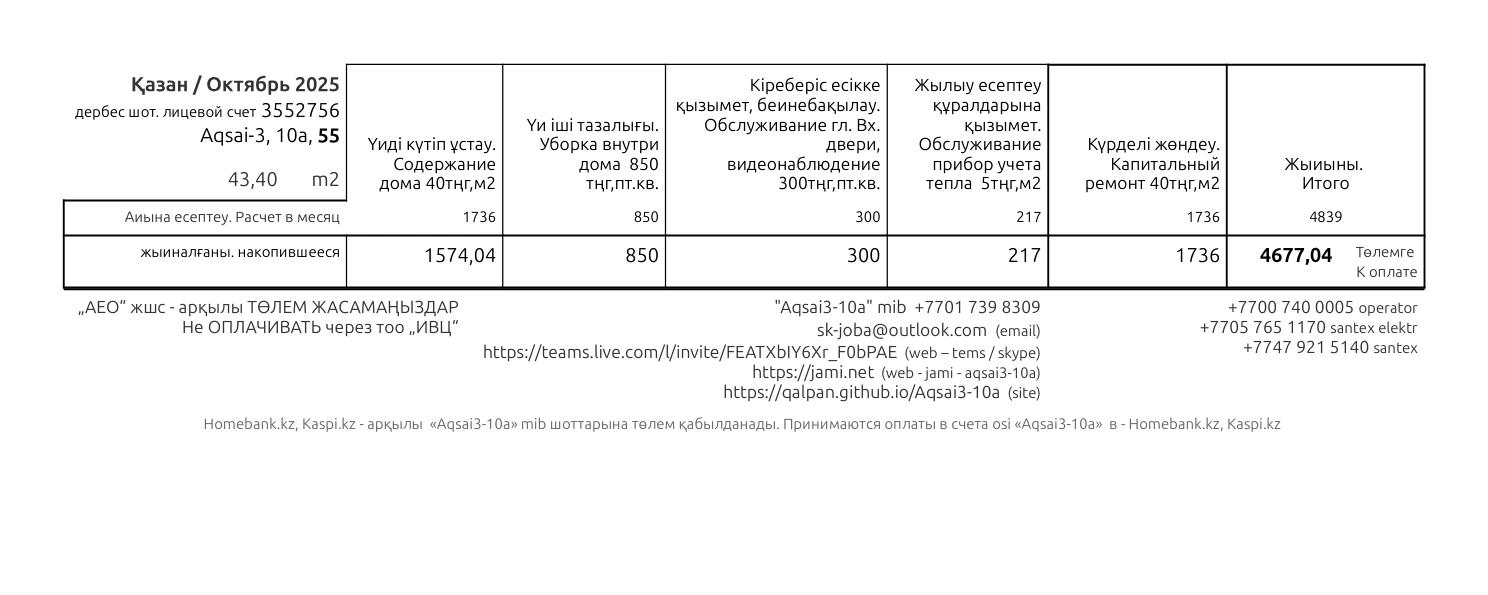 Қазан / Октябрь 2025
дербес шот. лицевой счет 3552756
Aqsai-3, 10а, 55
43,40 m2
Үиді күтіп ұстау.
Содержание
дома 40тңг,м2
Үи іші тазалығы.
Уборка внутри
дома 850
тңг,пт.кв.
Кіреберіс есікке
қызымет, беинебақылау.
Обслуживание гл. Вх.
двери,
видеонаблюдение
300тңг,пт.кв.
Жылыу есептеу
құралдарына
қызымет.
Обслуживание
прибор учета
тепла 5тңг,м2
Күрделі жөндеу.
Капитальный
ремонт 40тңг,м2
Жыиыны.
Итого
Аиына есептеу. Расчет в месяц 1736 850 300 217 1736 4839
жыиналғаны. накопившееся 1574,04 850 300 217 1736 4677,04 Төлемге
К оплате
„АЕО“ жшс - арқылы ТӨЛЕМ ЖАСАМАҢЫЗДАР
Не ОПЛАЧИВАТЬ через тоо „ИВЦ“
"Aqsai3-10a" mib +7701 739 8309
sk-joba@outlook.com (email)
https://teams.live.com/l/invite/FEATXbIY6Xr_F0bPAE (web – tems / skype)
https://jami.net (web - jami - aqsai3-10a)
https://qalpan.github.io/Aqsai3-10a (site)
+7700 740 0005 operator
+7705 765 1170 santex elektr
+7747 921 5140 santex
Homebank.kz, Kaspi.kz - арқылы «Aqsai3-10a» mib шоттарына төлем қабылданады. Принимаются оплаты в счета osi «Aqsai3-10a» в - Homebank.kz, Kaspi.kz